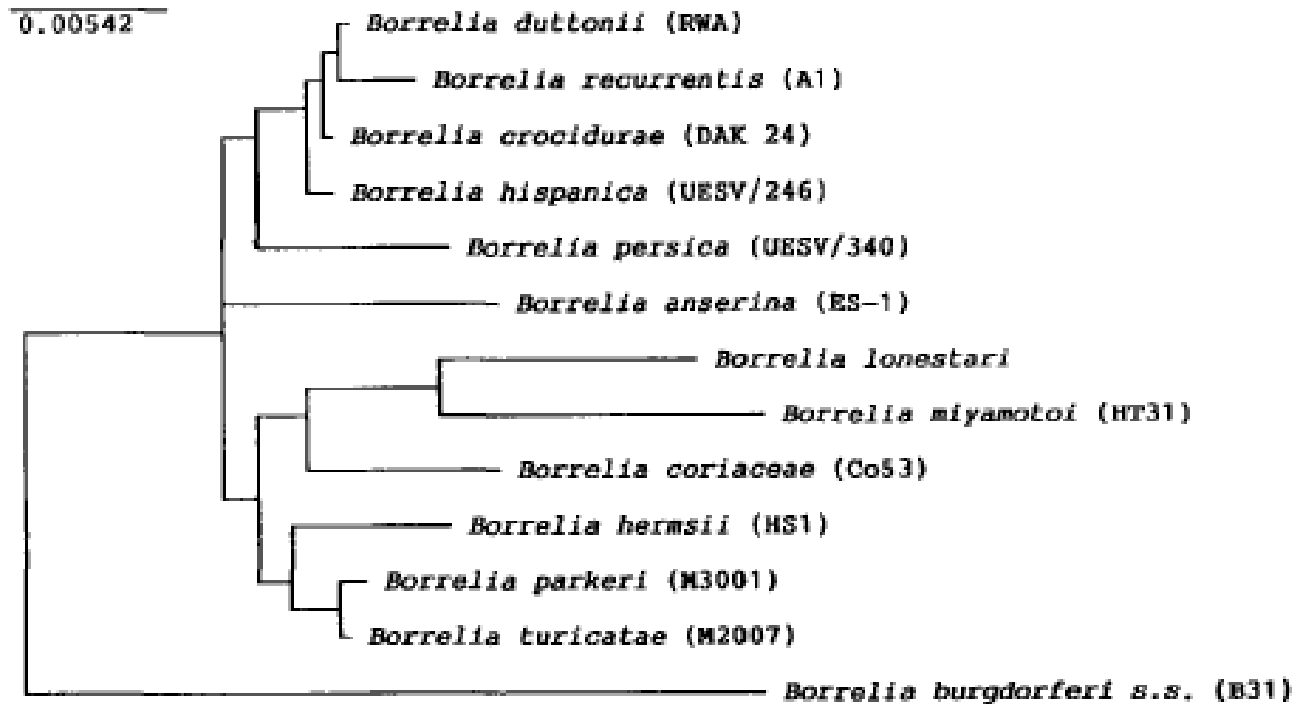 0.00542
Borrelia duttonii (RWA)
Borrelia recurrentis (A1)
Borrelia crocidurae (DAK 24)
Borrelia hispanica (UESV/246)
Borrelia persica (UESV/340)
Borrelia anserina (ES-1)
Borrelia lonestari
Borrelia miyamotoi (HT31)
Borrelia coriaceae (Co53)
Borrelia hermsii (HS1)
Borrelia parkeri (M3001)
Borrelia turicatae (M2007)
Borrelia burgdorferi s.s. (B31)